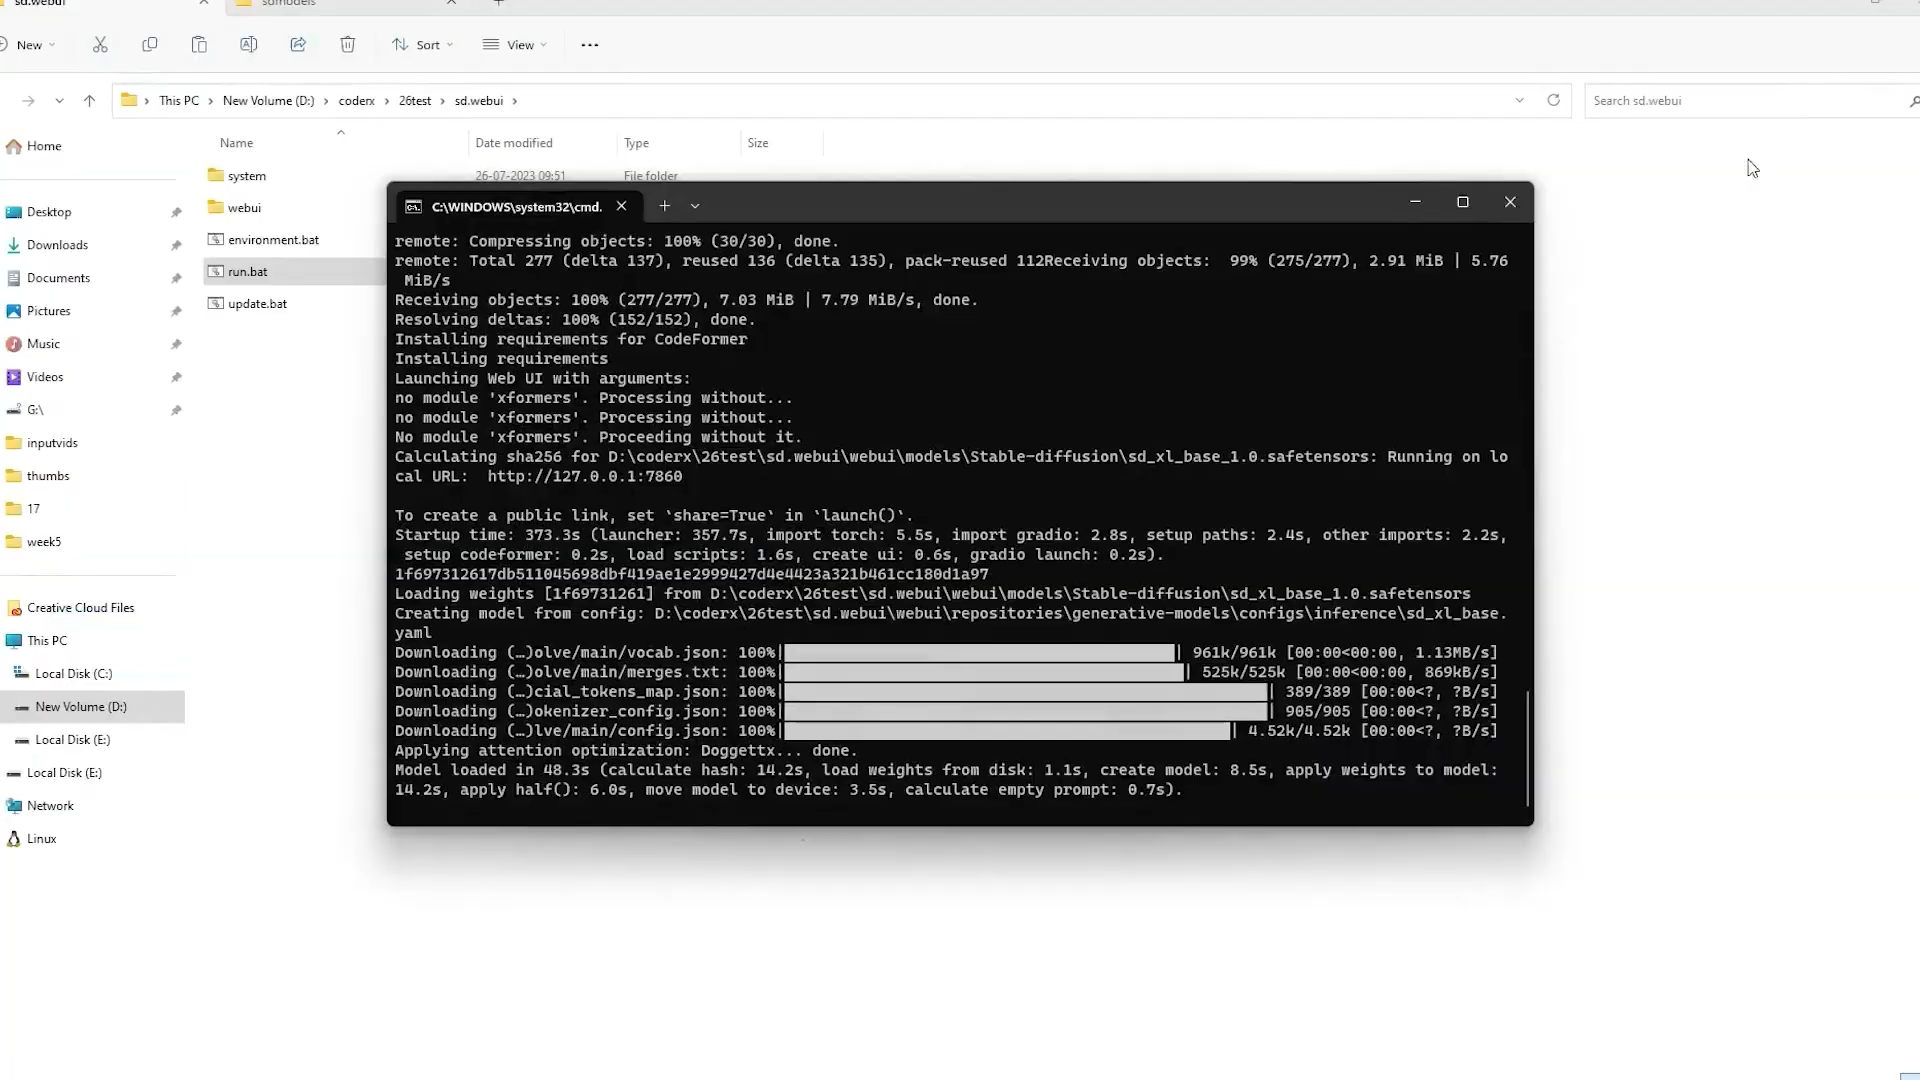 sd.webui
sdmodels
New
Sort
View
This PC > New Volume (D:) > coderx > 26test > sd.webui >
Search sd.webui
Home
Desktop
Downloads
Documents
Pictures
Music
Videos
G:\
inputvids
thumbs
17
week5
Creative Cloud Files
This PC
Local Disk (C:)
New Volume (D:)
Local Disk (E:)
Local Disk (E:)
Network
Linux
Name Date modified Type Size
system 26-07-2023 09:51 File folder
webui
environment.bat
run.bat
update.bat
C:\WINDOWS\system32\cmd.
remote: Compressing objects: 100% (30/30), done.
remote: Total 277 (delta 137), reused 136 (delta 135), pack-reused 112Receiving objects:  99% (275/277), 2.91 MiB | 5.76
 MiB/s
Receiving objects: 100% (277/277), 7.03 MiB | 7.79 MiB/s, done.
Resolving deltas: 100% (152/152), done.
Installing requirements for CodeFormer
Installing requirements
Launching Web UI with arguments:
no module 'xformers'. Processing without...
no module 'xformers'. Processing without...
No module 'xformers'. Proceeding without it.
Calculating sha256 for D:\coderx\26test\sd.webui\webui\models\Stable-diffusion\sd_xl_base_1.0.safetensors: Running on lo
cal URL:  http://127.0.0.1:7860
To create a public link, set `share=True` in `launch()`.
Startup time: 373.3s (launcher: 357.7s, import torch: 5.5s, import gradio: 2.8s, setup paths: 2.4s, other imports: 2.2s,
 setup codeformer: 0.2s, load scripts: 1.6s, create ui: 0.6s, gradio launch: 0.2s).
1f697312617db511045698dbf419ae1e2999427d4e4423a321b461cc180d1a97
Loading weights [1f69731261] from D:\coderx\26test\sd.webui\webui\models\Stable-diffusion\sd_xl_base_1.0.safetensors
Creating model from config: D:\coderx\26test\sd.webui\webui\repositories\generative-models\configs\inference\sd_xl_base.
yaml
Downloading (…)olve/main/vocab.json: 100%| | 961k/961k [00:00<00:00, 1.13MB/s]
Downloading (…)olve/main/merges.txt: 100%| | 525k/525k [00:00<00:00, 869kB/s]
Downloading (…)cial_tokens_map.json: 100%| | 389/389 [00:00<?, ?B/s]
Downloading (…)okenizer_config.json: 100%| | 905/905 [00:00<?, ?B/s]
Downloading (…)lve/main/config.json: 100%| | 4.52k/4.52k [00:00<?, ?B/s]
Applying attention optimization: Doggettx... done.
Model loaded in 48.3s (calculate hash: 14.2s, load weights from disk: 1.1s, create model: 8.5s, apply weights to model:
14.2s, apply half(): 6.0s, move model to device: 3.5s, calculate empty prompt: 0.7s).